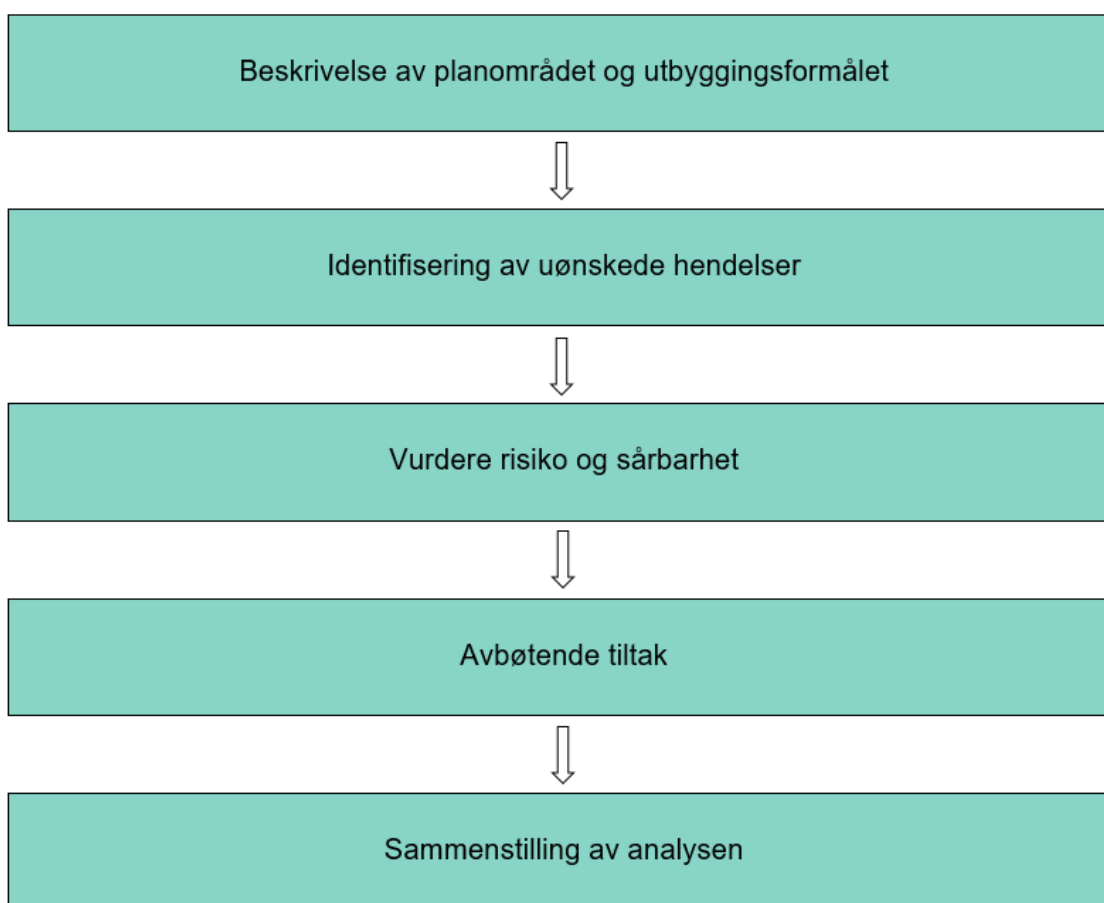 Beskrivelse av planområdet og utbyggingsformålet
Identifisering av uønskede hendelser
Vurdere risiko og sårbarhet
Avbøtende tiltak
Sammenstilling av analysen